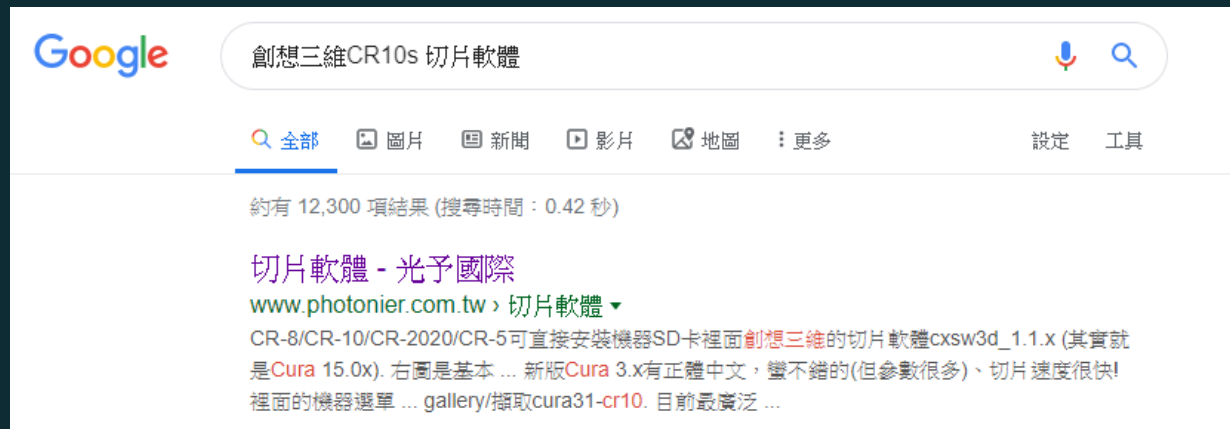 Google
創想三維CR10s 切片軟體
全部 圖片 新聞 影片 地圖 更多 設定 工具
約有 12,300 項結果 (搜尋時間：0.42 秒)
切片軟體 - 光予國際
www.photonier.com.tw › 切片軟體
CR-8/CR-10/CR-2020/CR-5可直接安裝機器SD卡裡面創想三維的切片軟體cxsw3d_1.1.x (其實就
是Cura 15.0x). 右圖是基本 ... 新版Cura 3.x有正體中文，蠻不錯的(但參數很多)、切片速度很快!
裡面的機器選單 ... gallery/擷取cura31-cr10. 目前最廣泛 ...